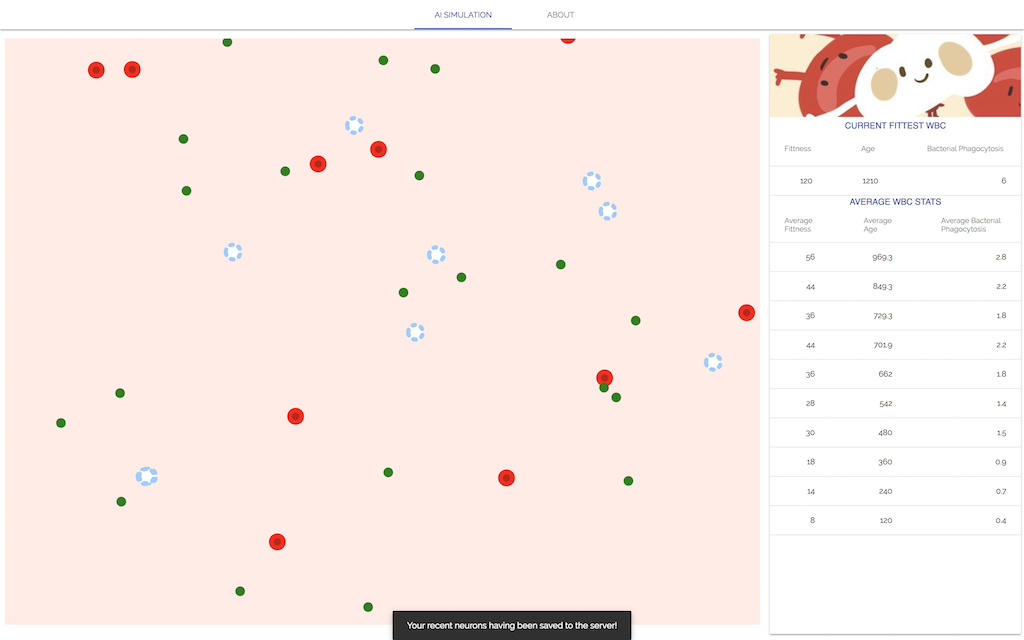 AI SIMULATION ABOUT
CURRENT FITTEST WBC
Fittness Age Bacterial Phagocytosis
120 1210 6
AVERAGE WBC STATS
Average Fittness Average Age Average Bacterial Phagocytosis
56 969.3 2.8
44 849.3 2.2
36 729.3 1.8
44 701.9 2.2
36 662 1.8
28 542 1.4
30 480 1.5
18 360 0.9
14 240 0.7
8 120 0.4
Your recent neurons having been saved to the server!